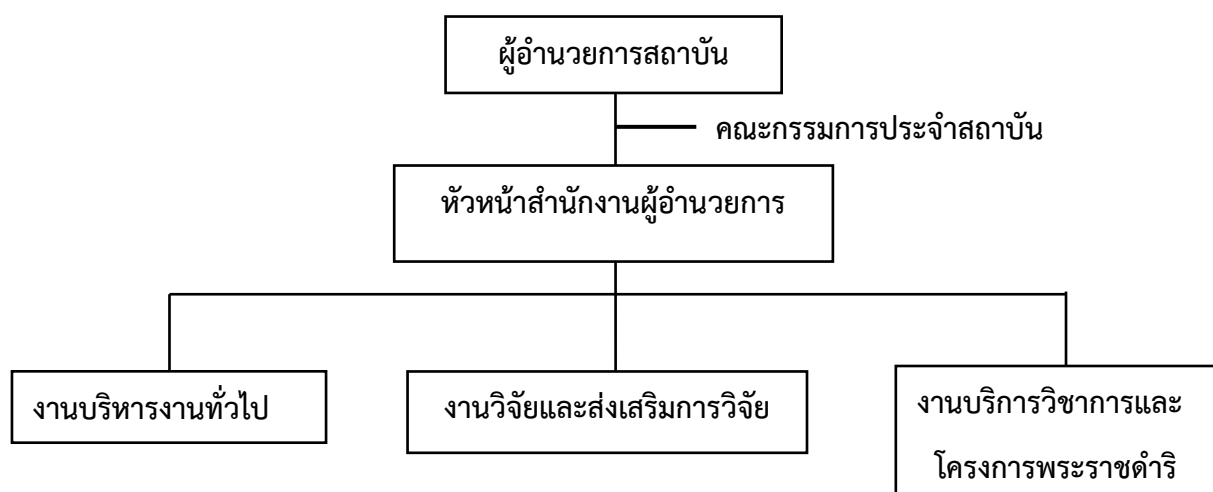 ผู้อำนวยการสถาบัน
คณะกรรมการประจำสถาบัน
หัวหน้าสำนักงานผู้อำนวยการ
งานบริหารงานทั่วไป
งานวิจัยและส่งเสริมการวิจัย
งานบริการวิชาการและ
โครงการพระราชดำริ